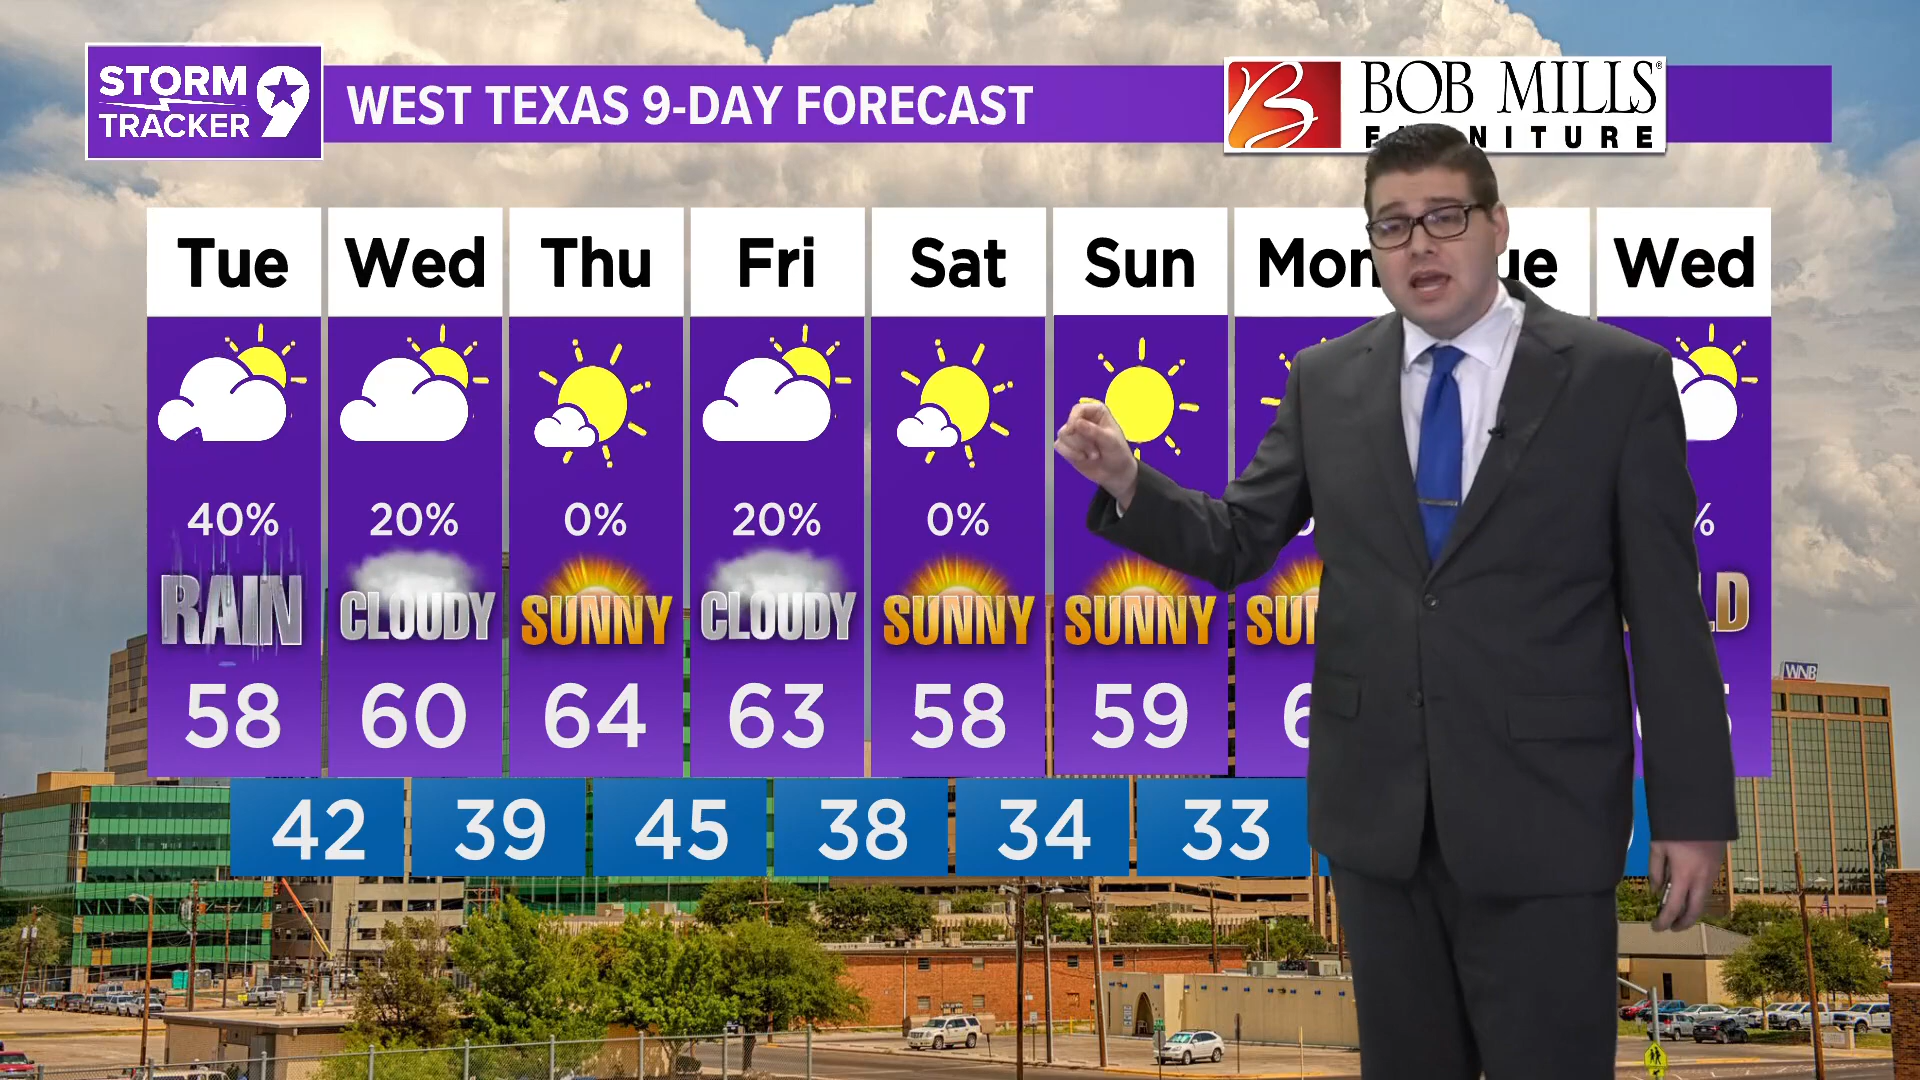 STORM TRACKER 9
WEST TEXAS 9-DAY FORECAST
BOB MILLS®
Tue Wed Thu Fri Sat Sun Wed
40% 20% 0% 20% 0%
RAIN CLOUDY SUNNY CLOUDY SUNNY SUNNY
58 60 64 63 58 59
42 39 45 38 34 33
WNB